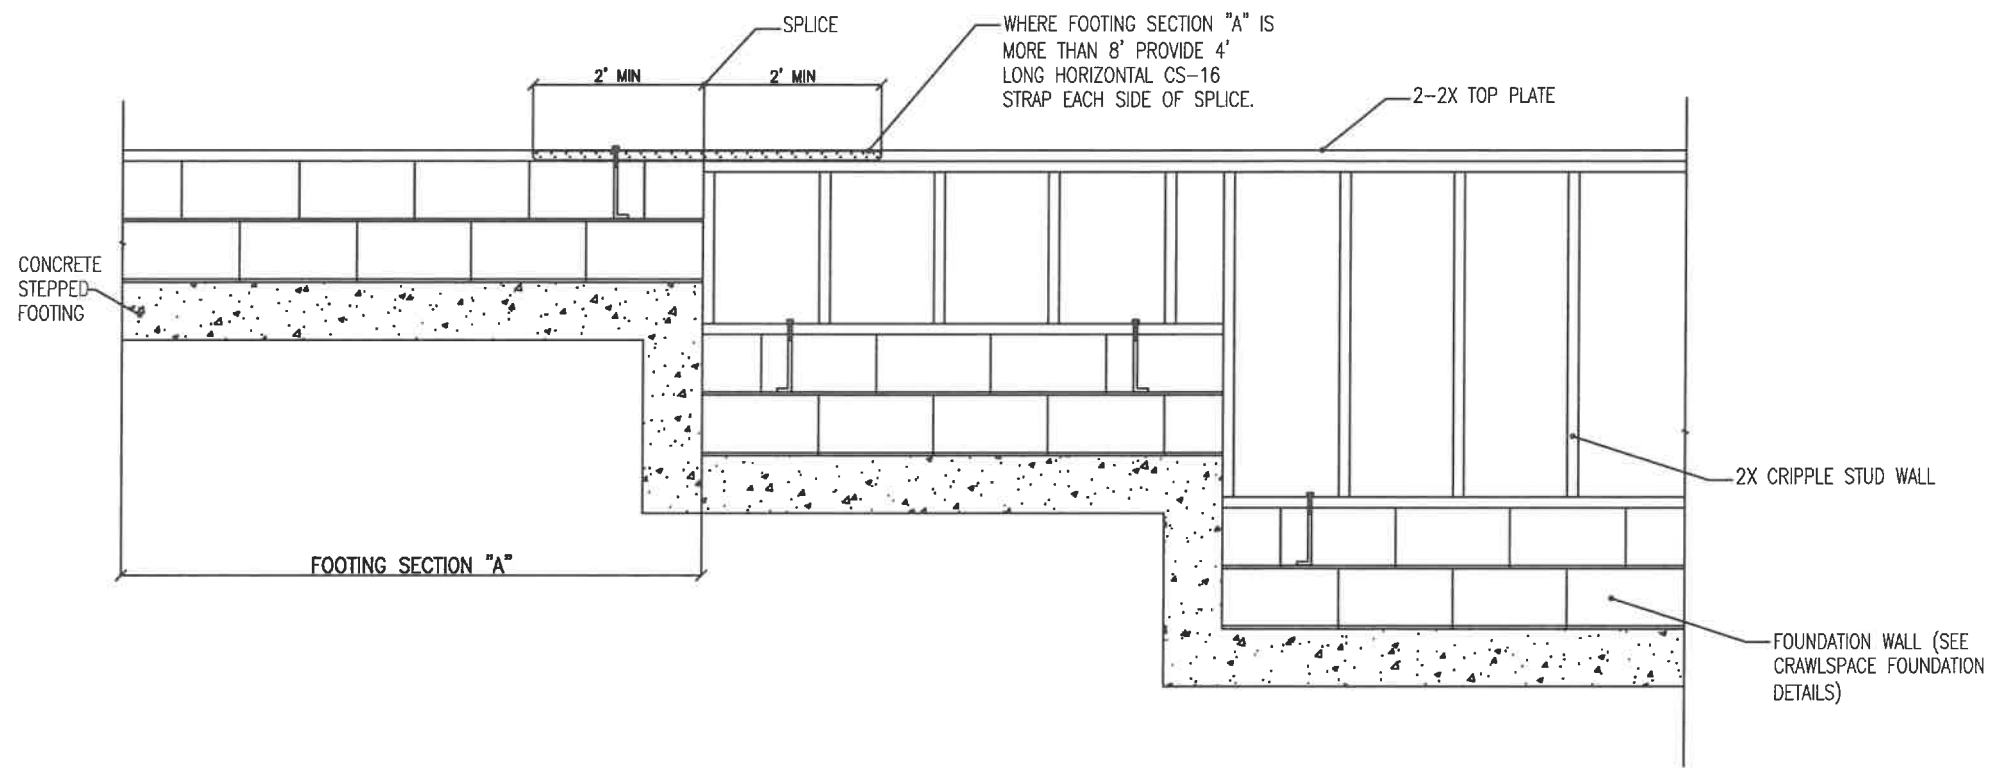 SPLICE
WHERE FOOTING SECTION "A" IS
MORE THAN 8' PROVIDE 4'
LONG HORIZONTAL CS-16
STRAP EACH SIDE OF SPLICE.
2' MIN
2' MIN
2-2X TOP PLATE
CONCRETE
STEPPED
FOOTING
2X CRIPPLE STUD WALL
FOOTING SECTION "A"
FOUNDATION WALL (SEE
CRAWLSPACE FOUNDATION
DETAILS)